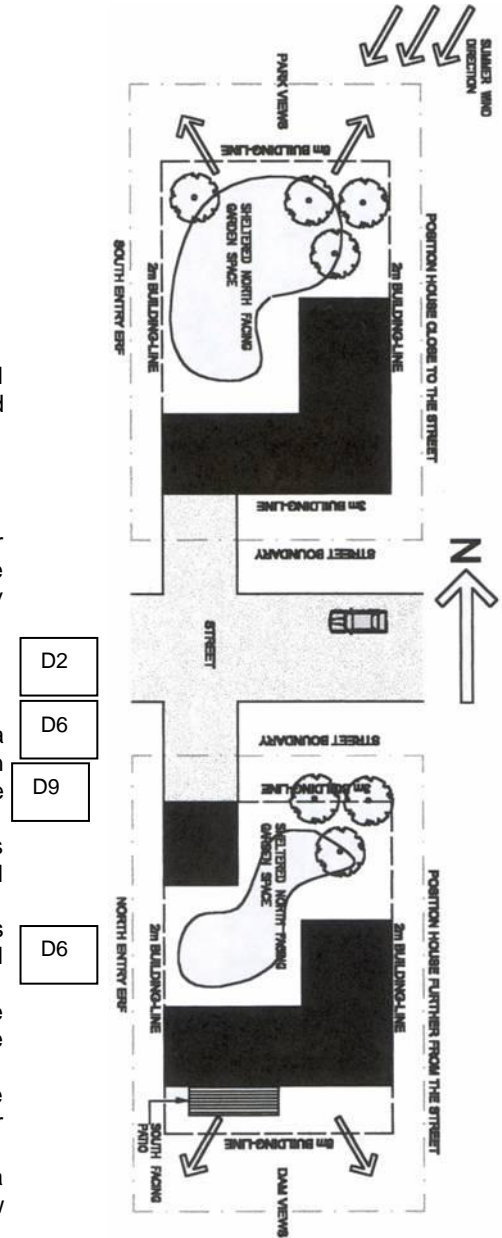 SUMMER WIND
DIRECTION
PARK VIEWS
BUILDING-LINE
POSITION HOUSE CLOSE TO THE STREET
2m BUILDING-LINE
SHELTERED NORTH FACING
GARDEN SPACE
2m BUILDING-LINE
SOUTH ENTRY ERF
3m BUILDING-LINE
STREET BOUNDARY
N
STREET
D2
D6
D9
D6
STREET BOUNDARY
3m BUILDING-LINE
POSITION HOUSE FURTHER FROM THE STREET
2m BUILDING-LINE
SHELTERED NORTH FACING
GARDEN SPACE
2m BUILDING-LINE
NORTH ENTRY ERF
BUILDING-LINE
SOUTH FACING
PATIO
DAM VIEWS